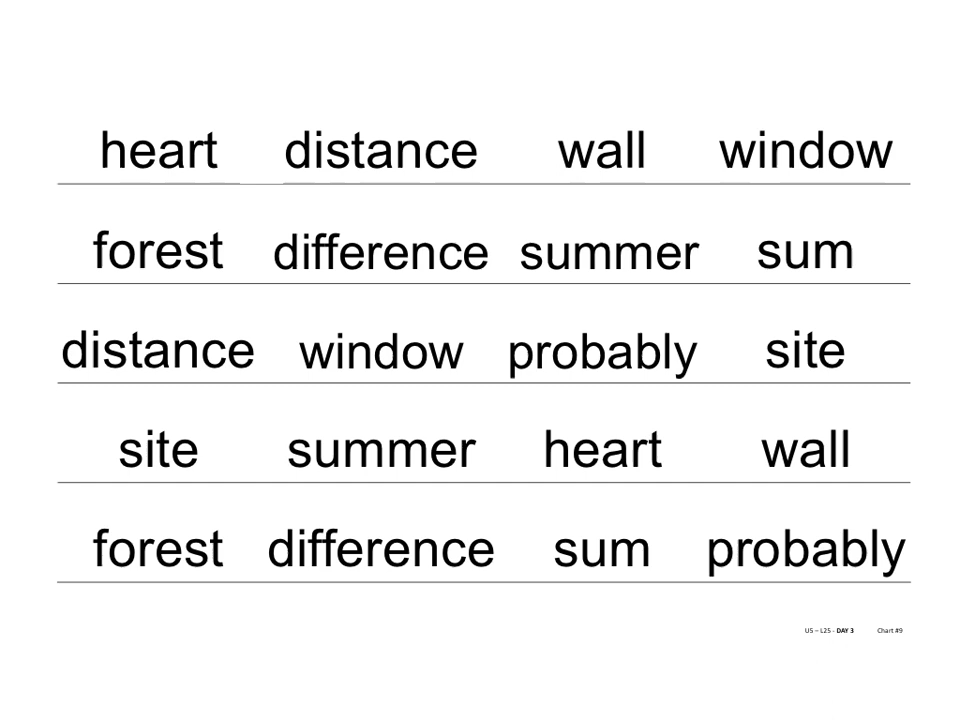 heart distance wall window
forest difference summer sum
distance window probably site
site summer heart wall
forest difference sum probably
U5 – L25 - DAY 3 Chart #9